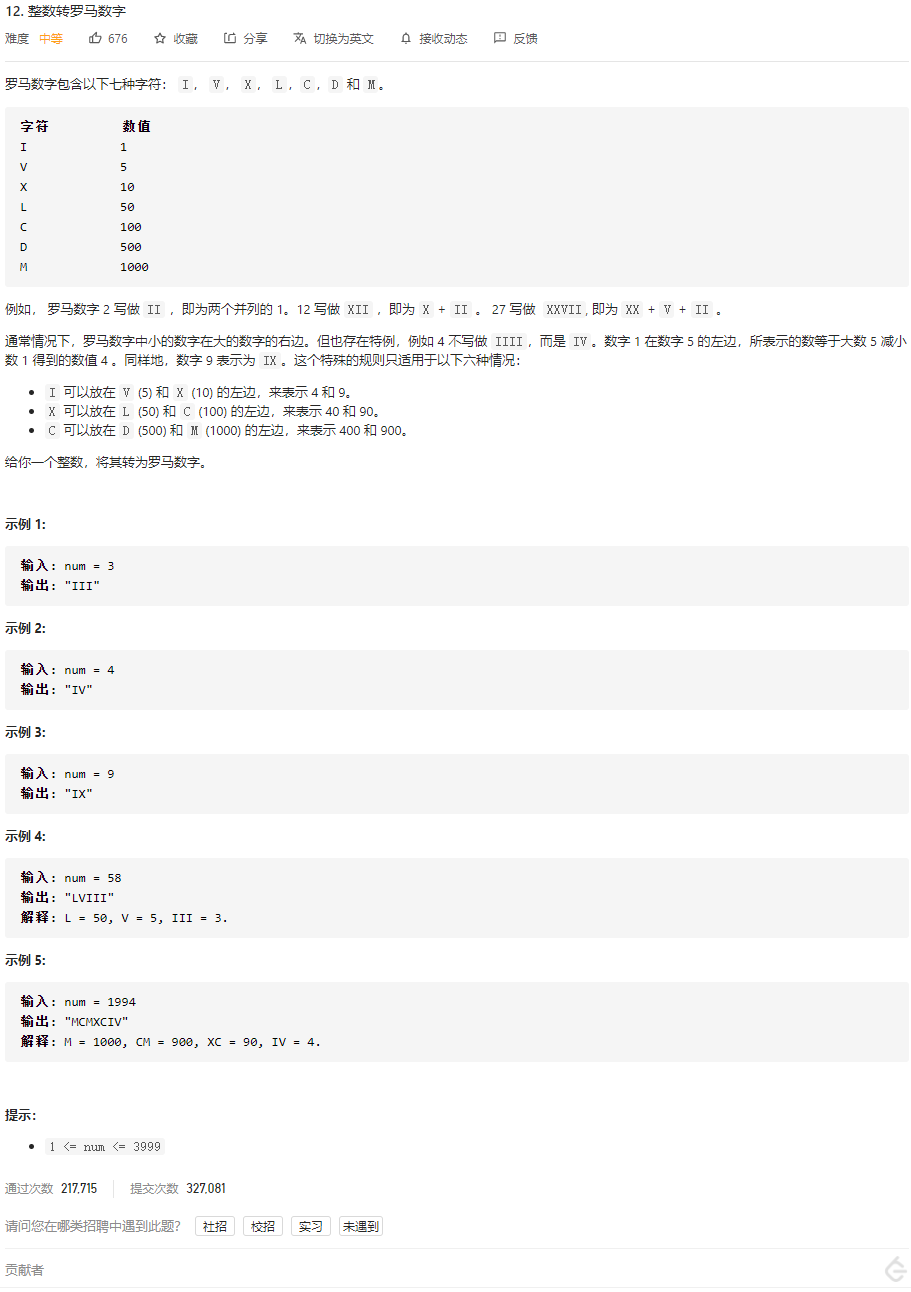 12. 整数转罗马数字
难度 中等 676 收藏 分享 切换为英文 接收动态 反馈
罗马数字包含以下七种字符: I, V, X, L, C, D 和 M。
字符 数值
I 1
V 5
X 10
L 50
C 100
D 500
M 1000
例如, 罗马数字 2 写做 II ,即为两个并列的 1。12 写做 XII ,即为 X + II 。 27 写做 XXVII, 即为 XX + V + II 。
通常情况下,罗马数字中小的数字在大的数字的右边。但也存在特例,例如 4 不写做 IIII,而是 IV。数字 1 在数字 5 的左边,所表示的数等于大数 5 减小
数 1 得到的数值 4 。同样地,数字 9 表示为 IX。这个特殊的规则只适用于以下六种情况:
• I 可以放在 V (5) 和 X (10) 的左边,来表示 4 和 9。
• X 可以放在 L (50) 和 C (100) 的左边,来表示 40 和 90。
• C 可以放在 D (500) 和 M (1000) 的左边,来表示 400 和 900。
给你一个整数,将其转为罗马数字。
示例 1:
输入: num = 3
输出: "III"
示例 2:
输入: num = 4
输出: "IV"
示例 3:
输入: num = 9
输出: "IX"
示例 4:
输入: num = 58
输出: "LVIII"
解释: L = 50, V = 5, III = 3.
示例 5:
输入: num = 1994
输出: "MCMXCIV"
解释: M = 1000, CM = 900, XC = 90, IV = 4.
提示:
• 1 <= num <= 3999
通过次数 217,715 提交次数 327,081
请问您在哪类招聘中遇到此题? 社招 校招 实习 未遇到
贡献者